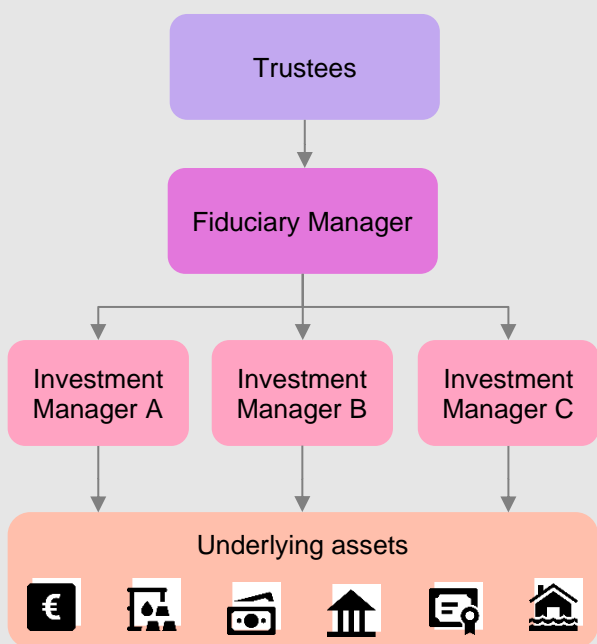 Trustees
Fiduciary Manager
Investment
Manager A
Investment
Manager B
Investment
Manager C
Underlying assets
€